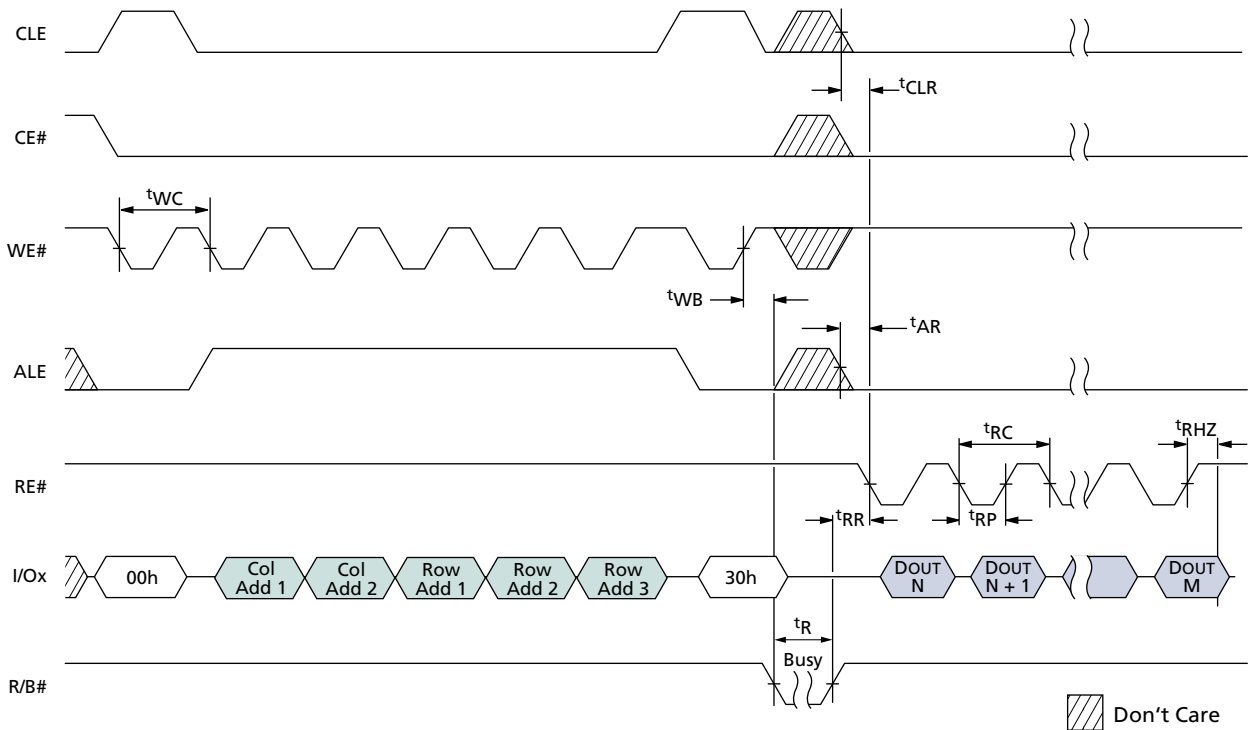 CLE
tCLR
CE#
tWC
WE#
tWB
tAR
ALE
tRC
tRHZ
RE#
tRR
tRP
I/Ox
00h
Col
Add 1
Col
Add 2
Row
Add 1
Row
Add 2
Row
Add 3
30h
DOUT
N
DOUT
N + 1
DOUT
M
tR
Busy
R/B#
Don't Care